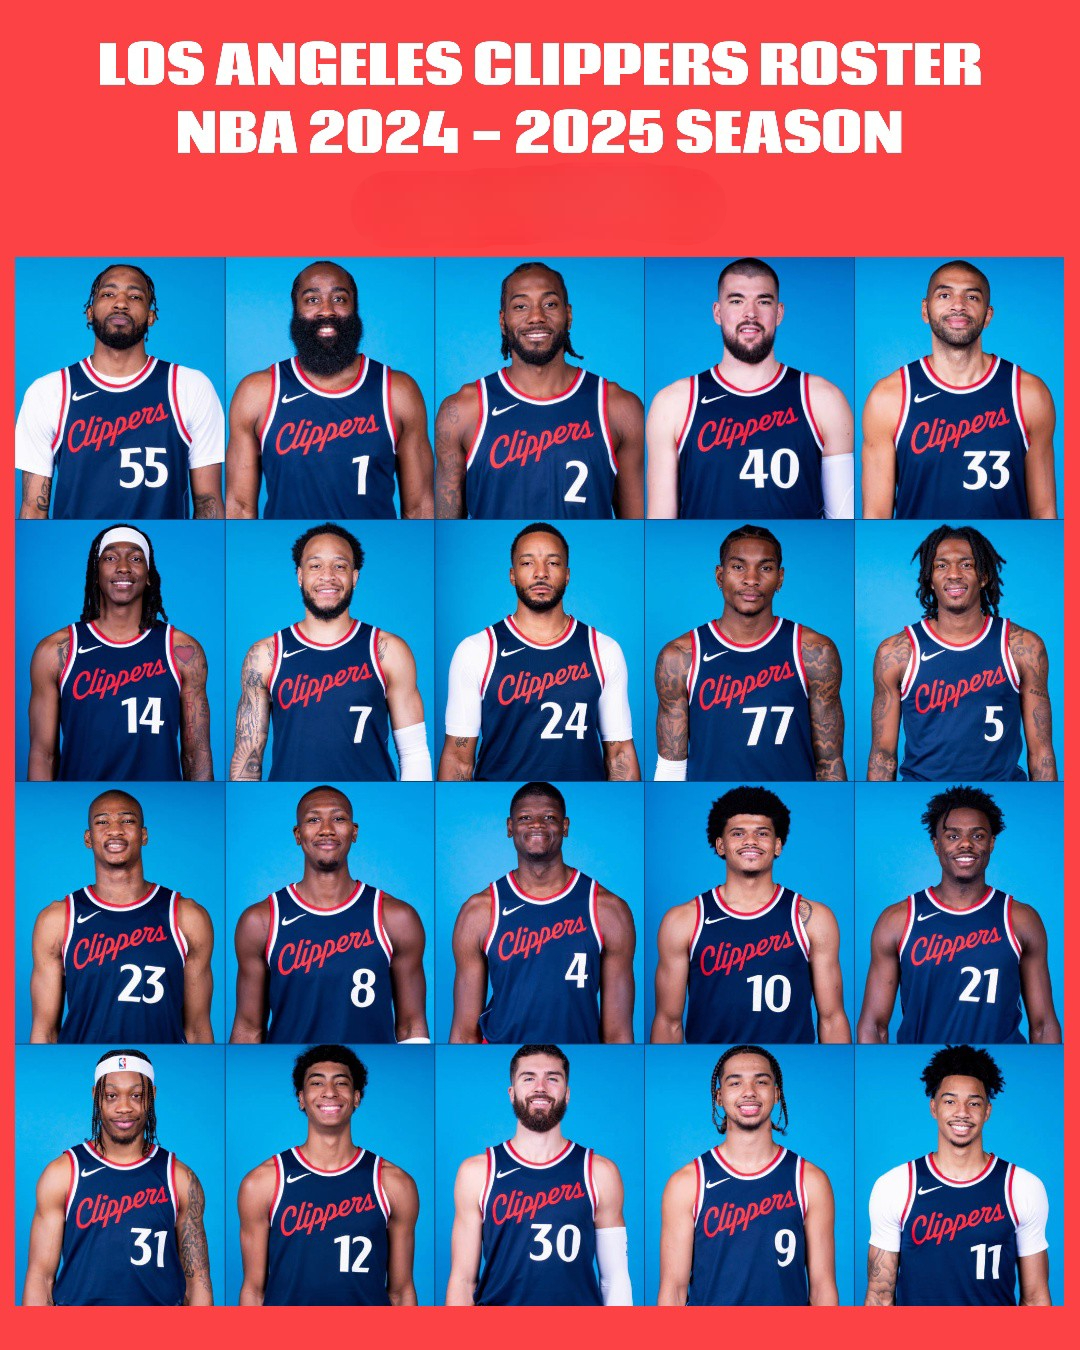 LOS ANGELES CLIPPERS ROSTER
NBA 2024 - 2025 SEASON
Clippers 55
Clippers 1
Clippers 2
Clippers 40
Clippers 33
Clippers 14
Clippers 7
Clippers 24
Clippers 77
Clippers 5
Clippers 23
Clippers 8
Clippers 4
Clippers 10
Clippers 21
Clippers 31
Clippers 12
Clippers 30
Clippers 9
Clippers 11